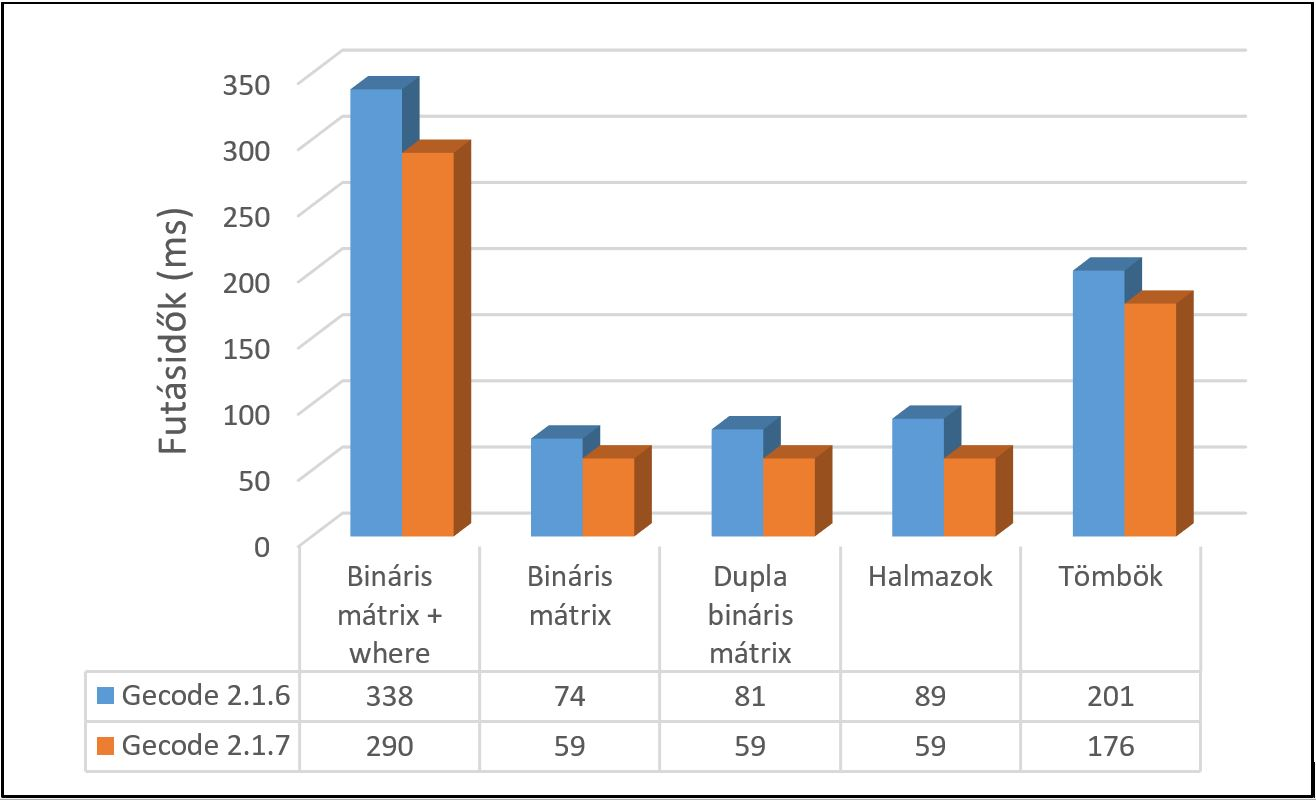 Futásidők (ms)
350
300
250
200
150
100
50
0
Bináris
mátrix +
where
Bináris
mátrix
Dupla
bináris
mátrix
Halmazok
Tömbök
Gecode 2.1.6 338 74 81 89 201
Gecode 2.1.7 290 59 59 59 176